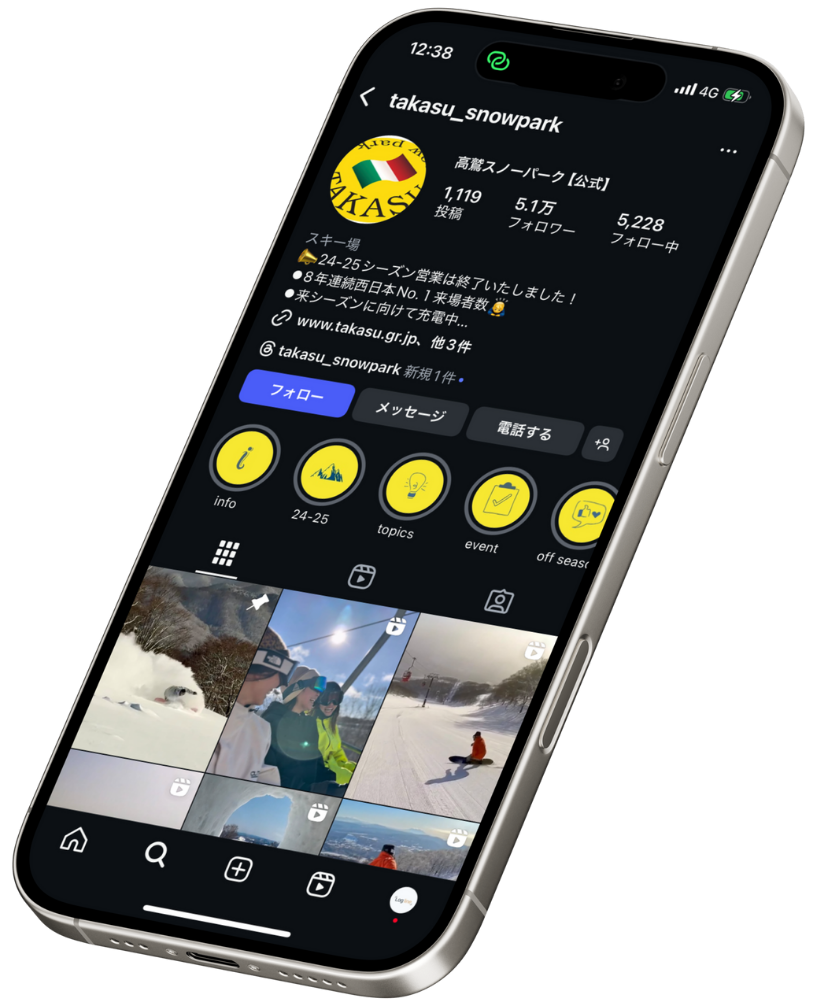 12:38
4G
takasu_snowpark
TAKASU
高鷲スノーパーク【公式】
1,119
5.1万
5,228
投稿
フォロワー
フォロー中
スキー場
24-25シーズン営業は終了いたしました！
●8年連続西日本No.1来場者数
●来シーズンに向けて充電中...
www.takasu.gr.jp、他3件
takasu_snowpark 新規1件
フォロー
メッセージ
電話する
info
24-25
topics
event
off seaso